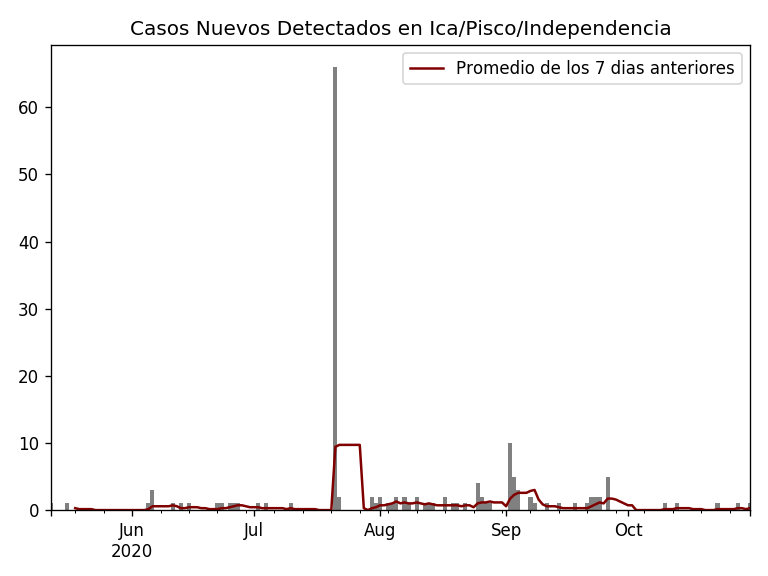 Casos Nuevos Detectados en Ica/Pisco/Independencia
Promedio de los 7 dias anteriores
60
50
40
30
20
10
0
Jun
2020
Jul
Aug
Sep
Oct